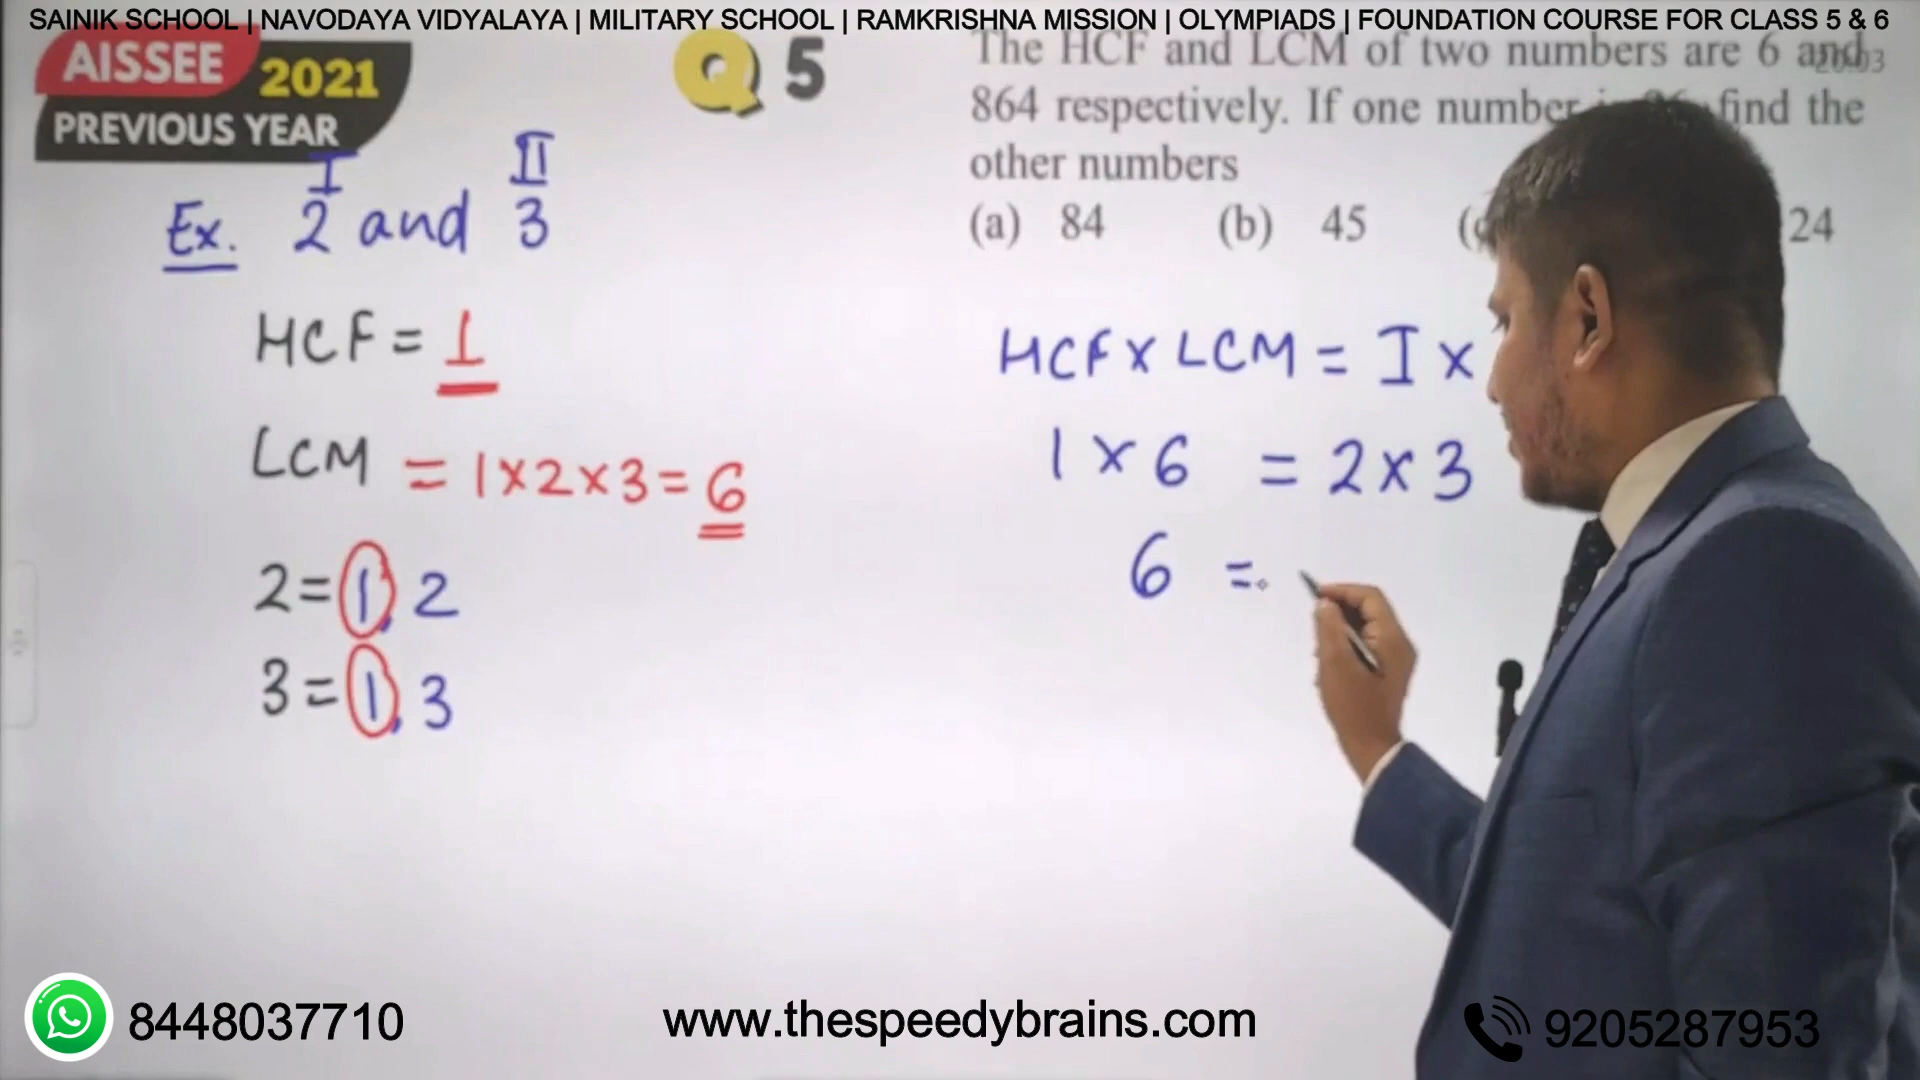 SAINIK SCHOOL | NAVODAYA VIDYALAYA | MILITARY SCHOOL | RAMKRISHNA MISSION | OLYMPIADS | FOUNDATION COURSE FOR CLASS 5 & 6
AISSEE 2021
PREVIOUS YEAR
Q 5
The HCF and LCM of two numbers are 6 and
864 respectively. If one number find the
other numbers
(a) 84 (b) 45 24
I II
Ex. 2 and 3
HCF = 1
LCM = 1×2×3 = 6
2 = 1, 2
3 = 1, 3
HCF × LCM = I ×
1 × 6 = 2 × 3
6 =
8448037710
www.thespeedybrains.com
9205287953